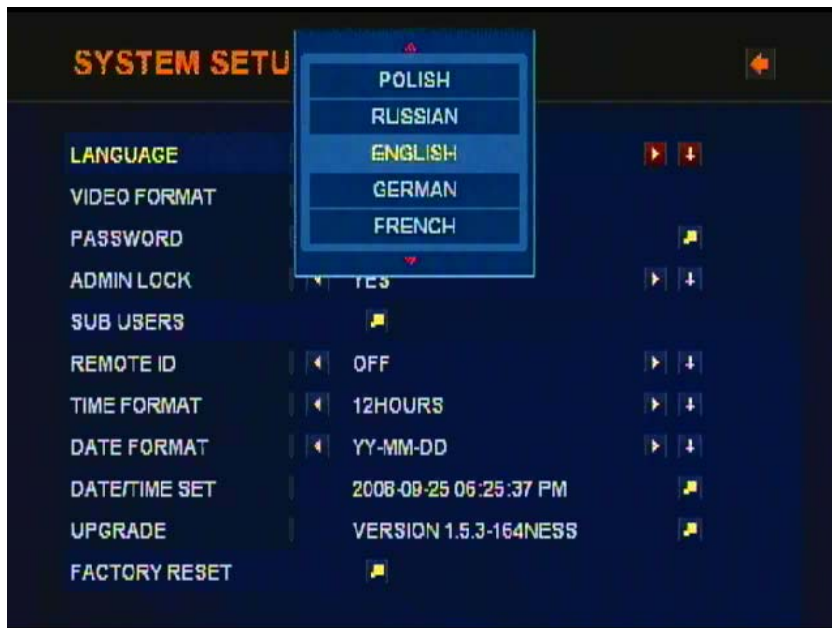 SYSTEM SETU
POLISH
RUSSIAN
LANGUAGE ENGLISH
VIDEO FORMAT GERMAN
FRENCH
PASSWORD
ADMIN LOCK YES
SUB USERS
REMOTE ID OFF
TIME FORMAT 12HOURS
DATE FORMAT YY-MM-DD
DATE/TIME SET 2008-09-25 06:25:37 PM
UPGRADE VERSION 1.5.3-164NESS
FACTORY RESET